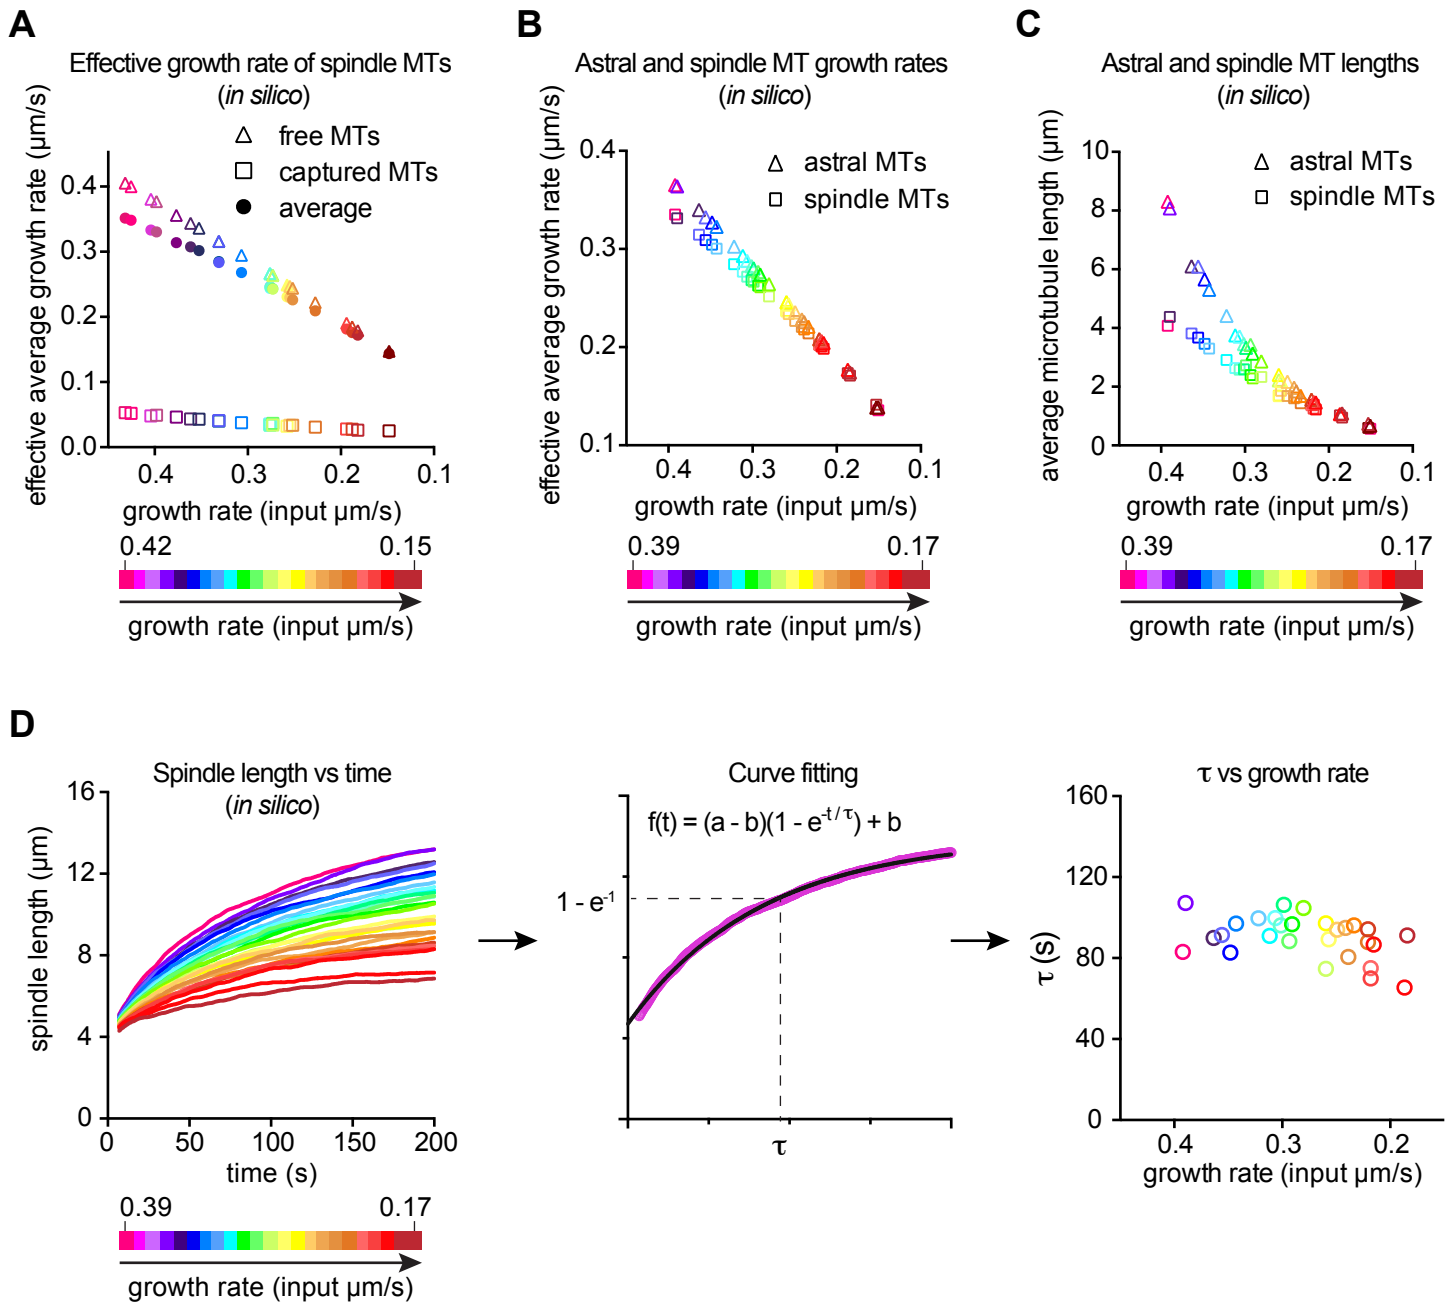 A
Effective growth rate of spindle MTs
(in silico)
effective average growth rate (µm/s)
free MTs
captured MTs
average
0.4
0.3
0.2
0.1
0.0
0.4 0.3 0.2 0.1
growth rate (input µm/s)
0.42 0.15
growth rate (input µm/s)
B
Astral and spindle MT growth rates
(in silico)
effective average growth rate (µm/s)
astral MTs
spindle MTs
0.4
0.3
0.2
0.1
0.4 0.3 0.2 0.1
growth rate (input µm/s)
0.39 0.17
growth rate (input µm/s)
C
Astral and spindle MT lengths
(in silico)
average microtubule length (µm)
astral MTs
spindle MTs
10
8
6
4
2
0
0.4 0.3 0.2 0.1
growth rate (input µm/s)
0.39 0.17
growth rate (input µm/s)
D
Spindle length vs time
(in silico)
spindle length (µm)
16
12
8
4
0
0 50 100 150 200
time (s)
0.39 0.17
growth rate (input µm/s)
Curve fitting
f(t) = (a - b)(1 - e^-t/τ) + b
1 - e^-1
τ
τ vs growth rate
τ (s)
160
120
80
40
0
0.4 0.3 0.2
growth rate (input µm/s)